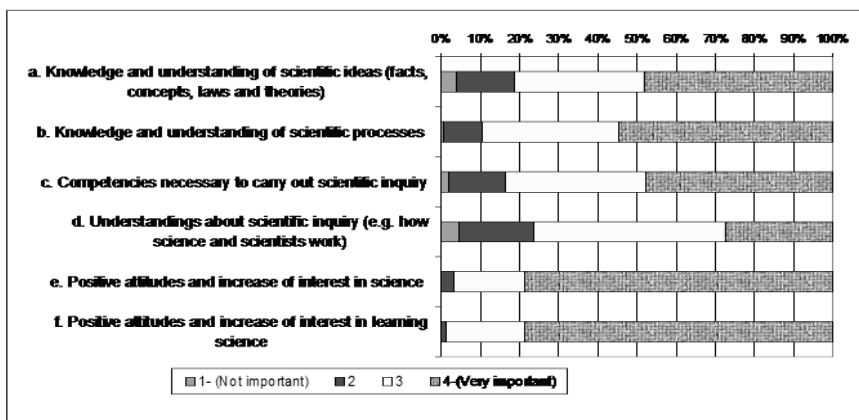 0% 10% 20% 30% 40% 50% 60% 70% 80% 90% 100%
a. Knowledge and understanding of scientific ideas (facts,
concepts, laws and theories)
b. Knowledge and understanding of scientific processes
c. Competencies necessary to carry out scientific inquiry
d. Understandings about scientific inquiry (e.g. how
science and scientists work)
e. Positive attitudes and increase of interest in science
f. Positive attitudes and increase of interest in learning
science
1- (Not important) 2 3 4-(Very important)